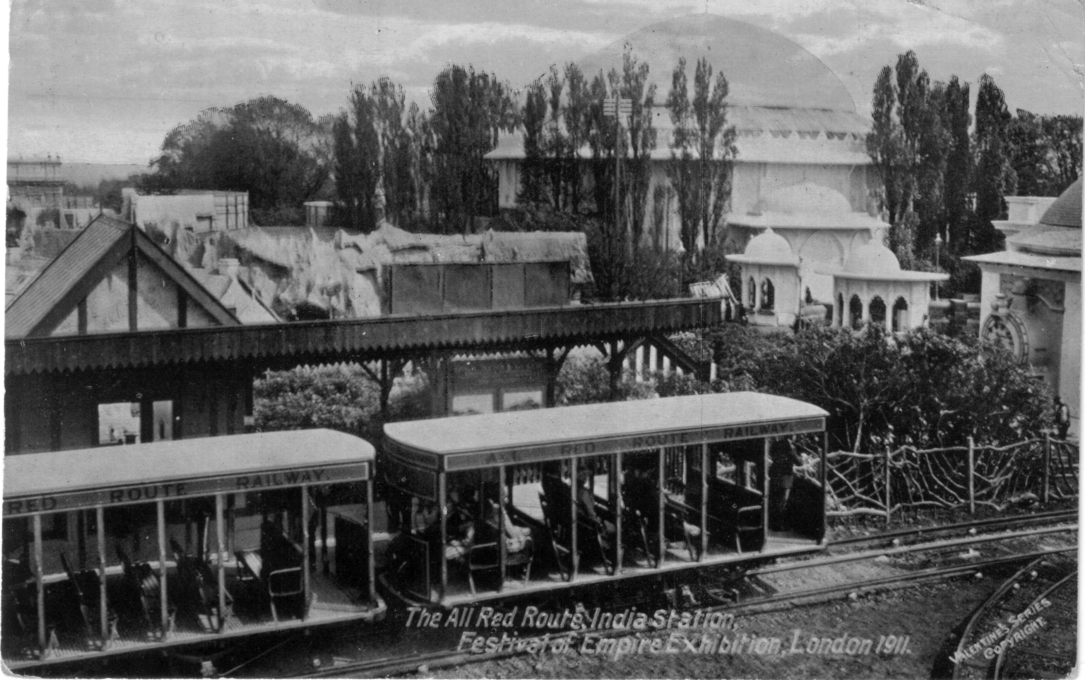 RED ROUTE RAILWAY.
ALL RED ROUTE RAILWAY.
The All Red Route, India Station,
Festival of Empire Exhibition, London 1911.
VALENTINES SERIES
COPYRIGHT.